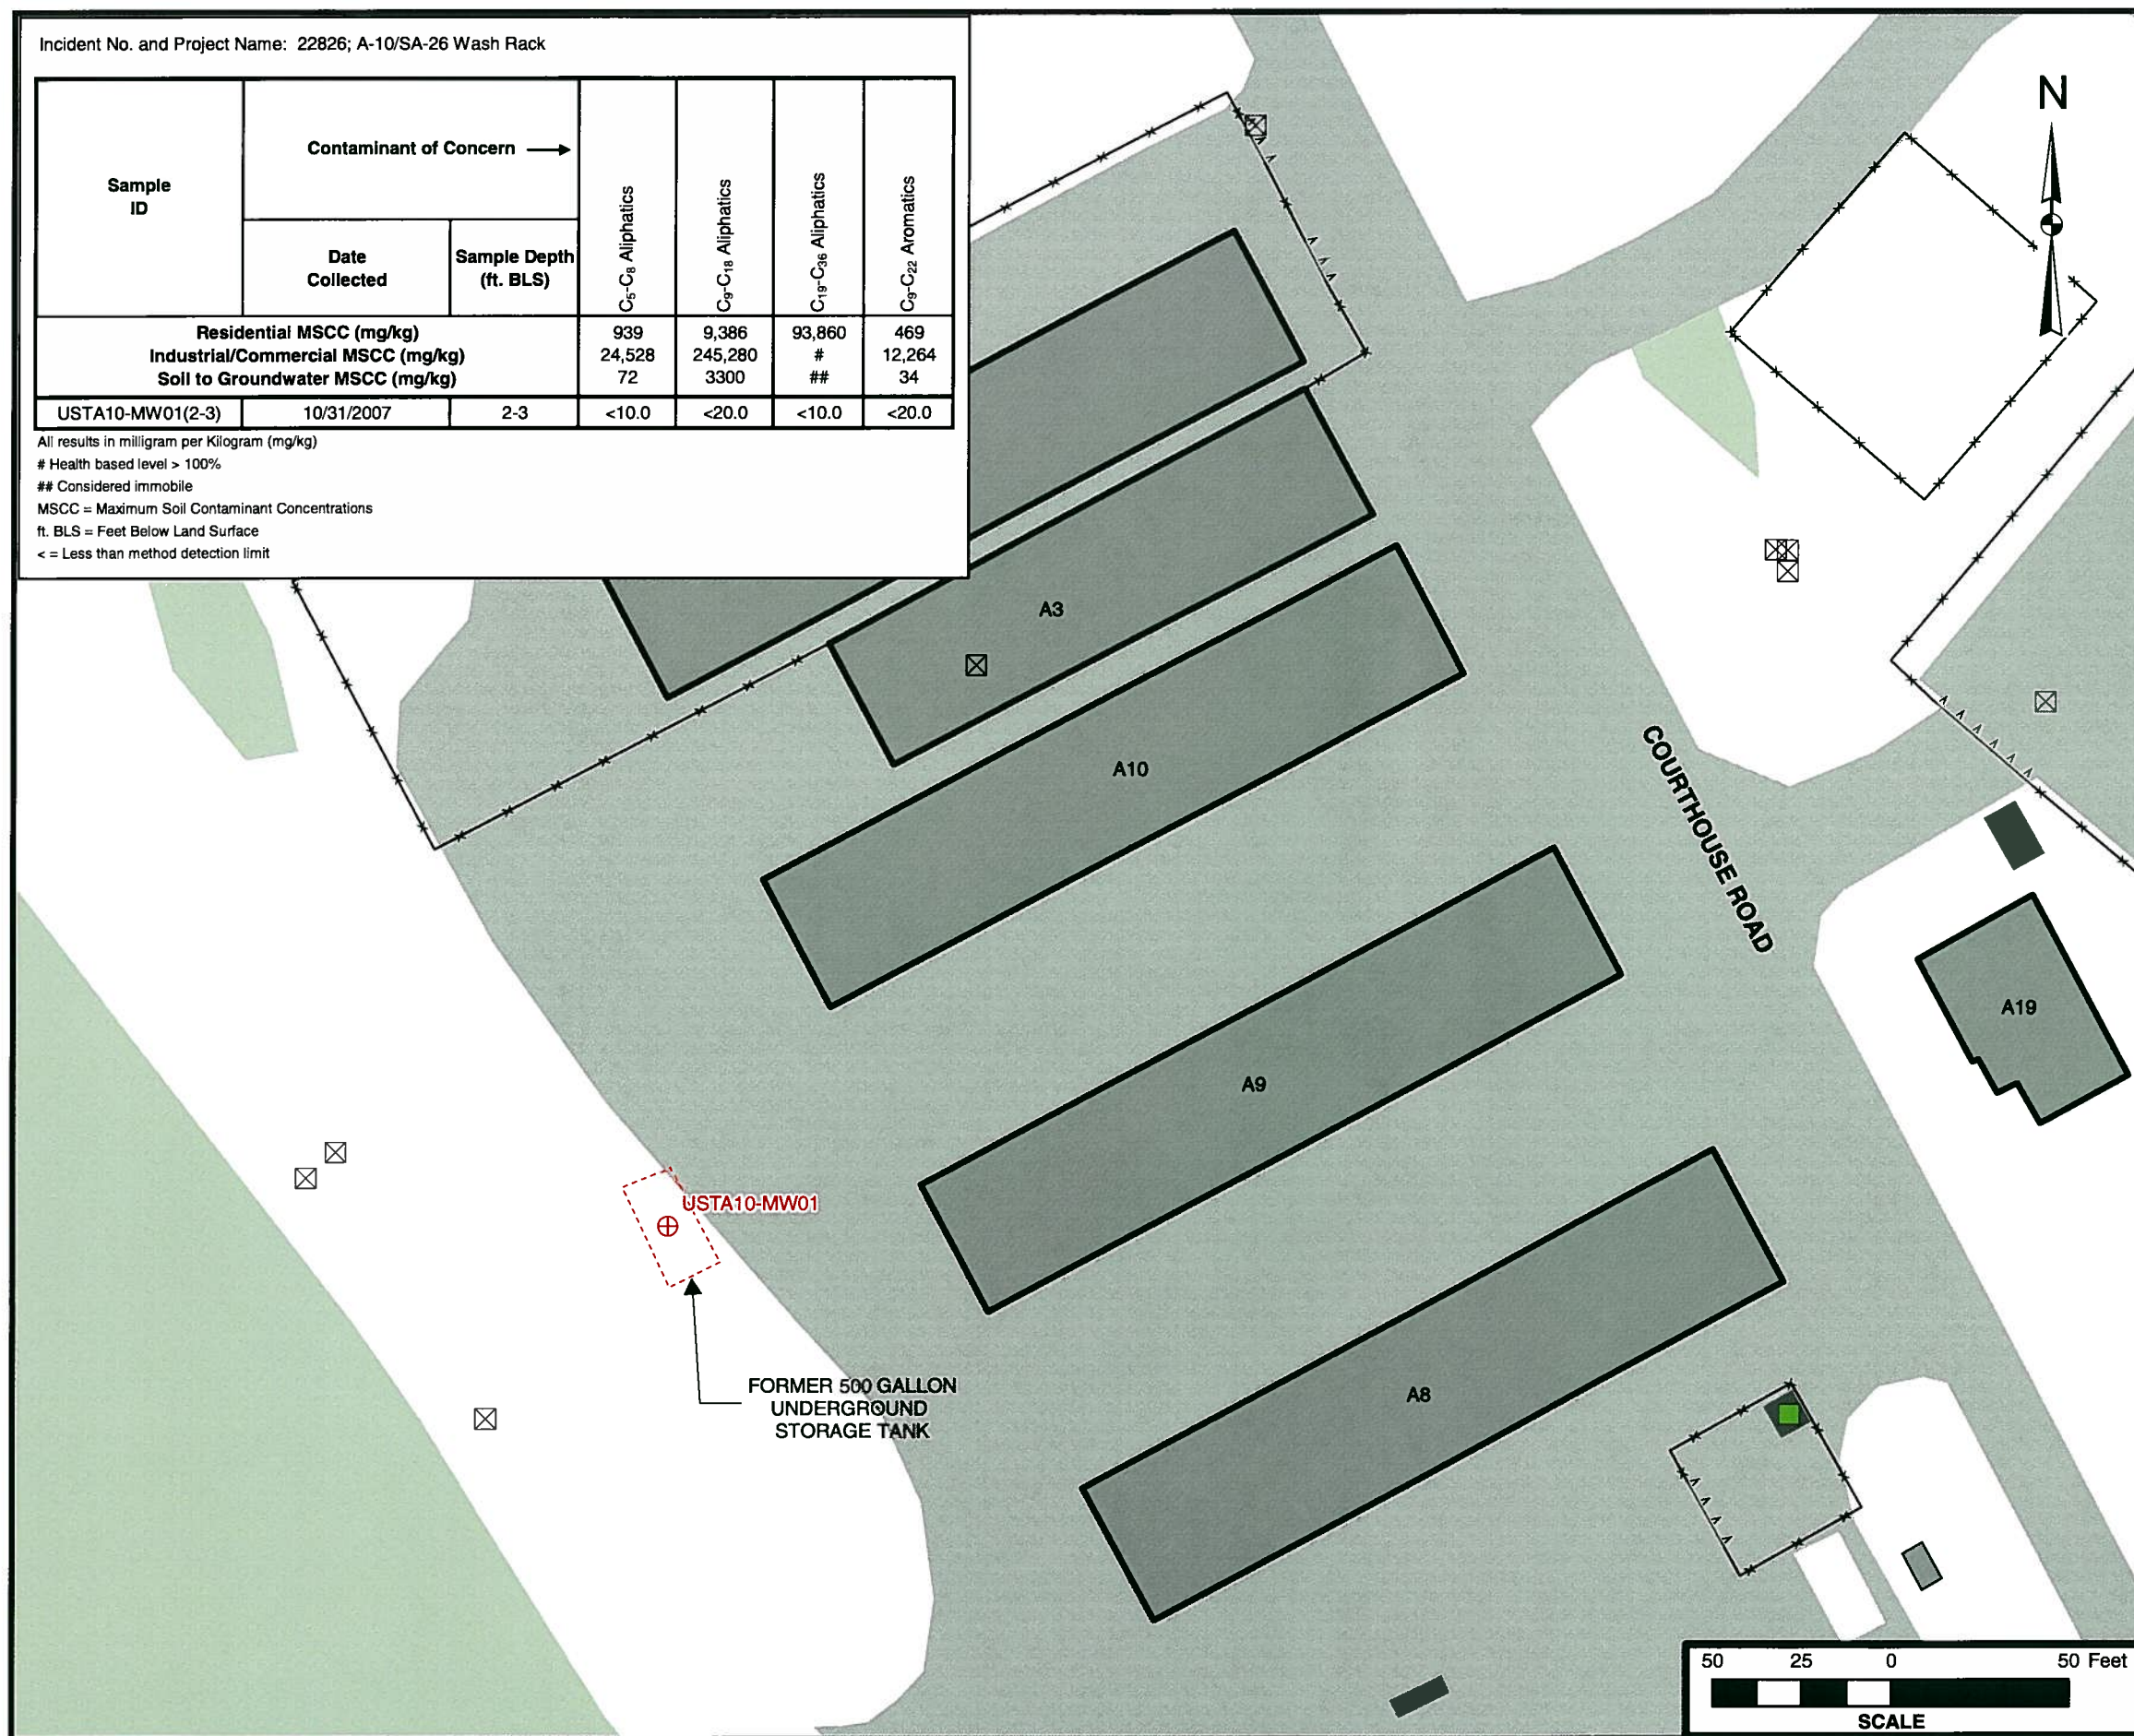 Incident No. and Project Name: 22826; A-10/SA-26 Wash Rack
Sample ID
Contaminant of Concern
Date Collected
Sample Depth (ft. BLS)
C5-C8 Aliphatics
C9-C18 Aliphatics
C19-C36 Aliphatics
C9-C22 Aromatics
Residential MSCC (mg/kg) 939 9,386 93,860 469
Industrial/Commercial MSCC (mg/kg) 24,528 245,280 # 12,264
Soil to Groundwater MSCC (mg/kg) 72 3300 ## 34
USTA10-MW01(2-3) 10/31/2007 2-3 <10.0 <20.0 <10.0 <20.0
All results in milligram per Kilogram (mg/kg)
# Health based level > 100%
## Considered immobile
MSCC = Maximum Soil Contaminant Concentrations
ft. BLS = Feet Below Land Surface
< = Less than method detection limit
N
A3
A10
COURTHOUSE ROAD
A9
A19
USTA10-MW01
FORMER 500 GALLON
UNDERGROUND
STORAGE TANK
A8
50 25 0 50 Feet
SCALE